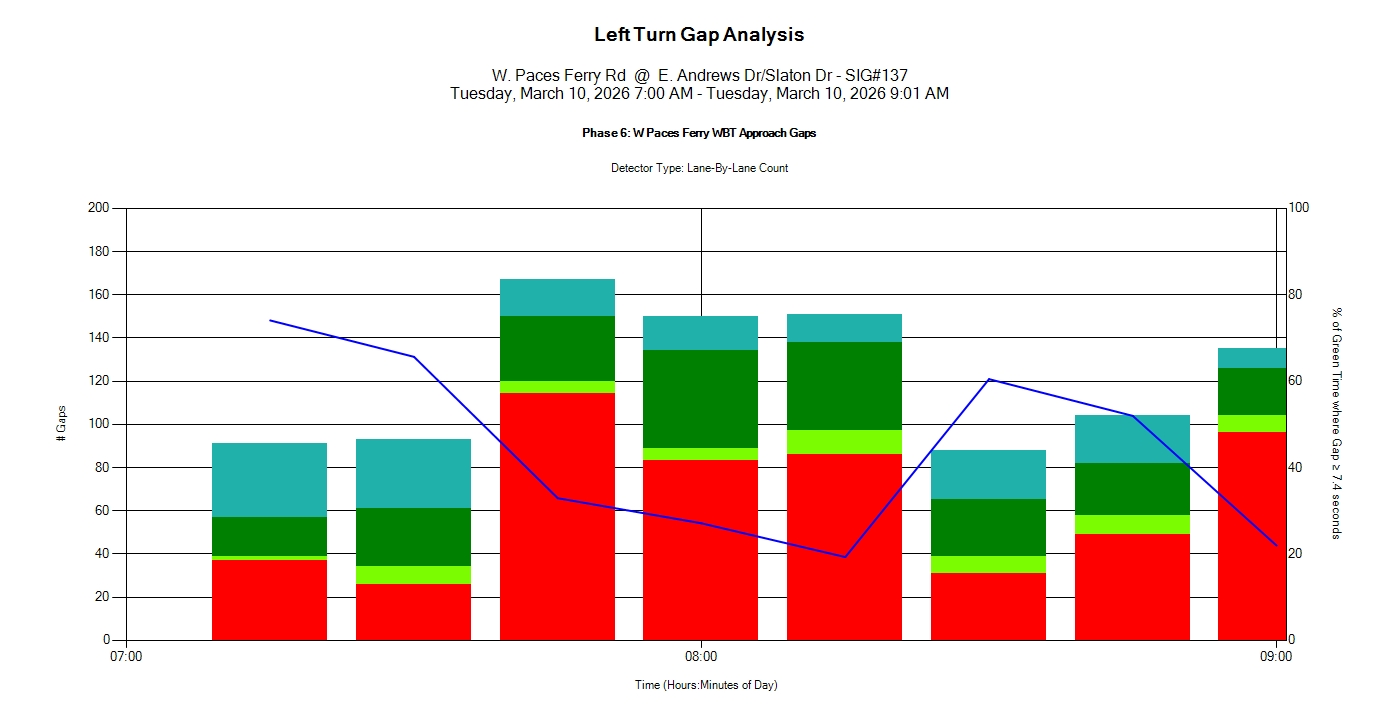 Left Turn Gap Analysis
W. Paces Ferry Rd @ E. Andrews Dr/Slaton Dr - SIG#137
Tuesday, March 10, 2026 7:00 AM - Tuesday, March 10, 2026 9:01 AM
Phase 6: W Paces Ferry WBT Approach Gaps
Detector Type: Lane-By-Lane Count
200
180
160
140
120
100
80
60
40
20
0
# Gaps
100
80
60
40
20
0
% of Green Time where Gap ≥ 7.4 seconds
07:00
08:00
09:00
Time (Hours:Minutes of Day)